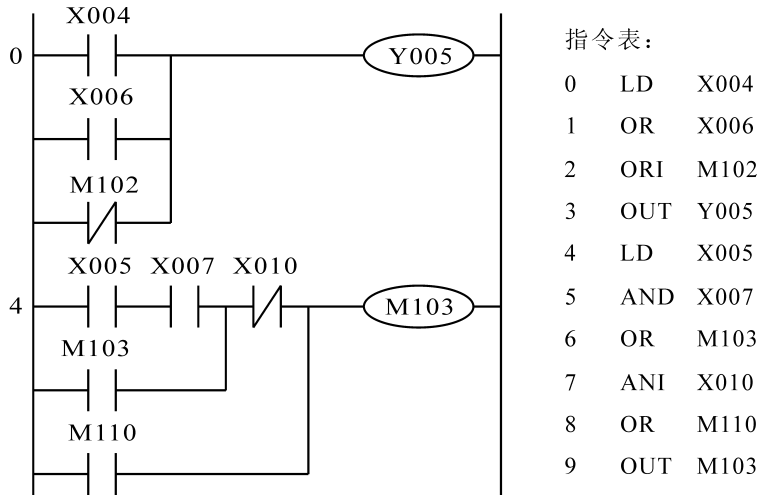 X004
0
Y005
X006
M102
X005 X007 X010
4
M103
M103
M110
指令表：
0 LD X004
1 OR X006
2 ORI M102
3 OUT Y005
4 LD X005
5 AND X007
6 OR M103
7 ANI X010
8 OR M110
9 OUT M103